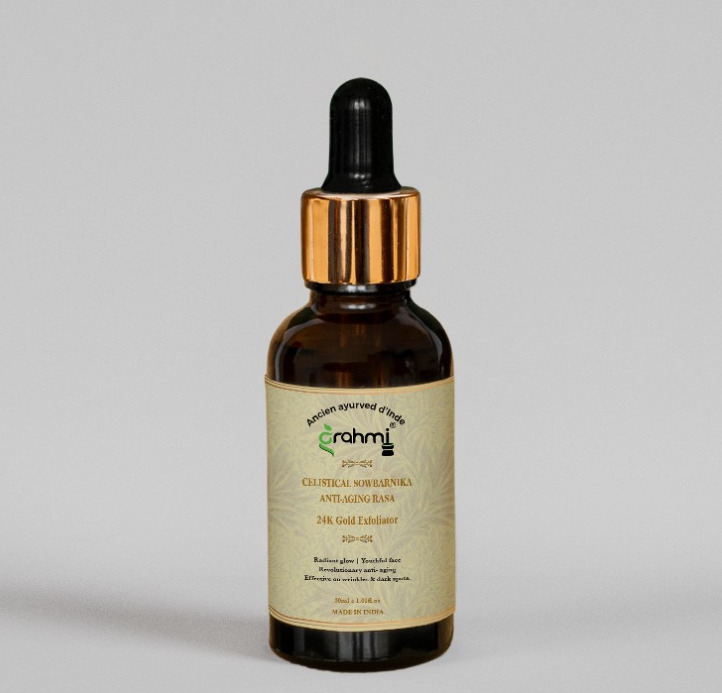 Ancien ayurved d'Inde
Grahmi®
CELISTICAL SOWBARNIKA
ANTI-AGING RASA
24K Gold Exfoliator
Radiant glow | Youthful face
Revolutionary anti-aging
Effective on wrinkles & dark spots.
30ml e 1.01fl.oz
MADE IN INDIA